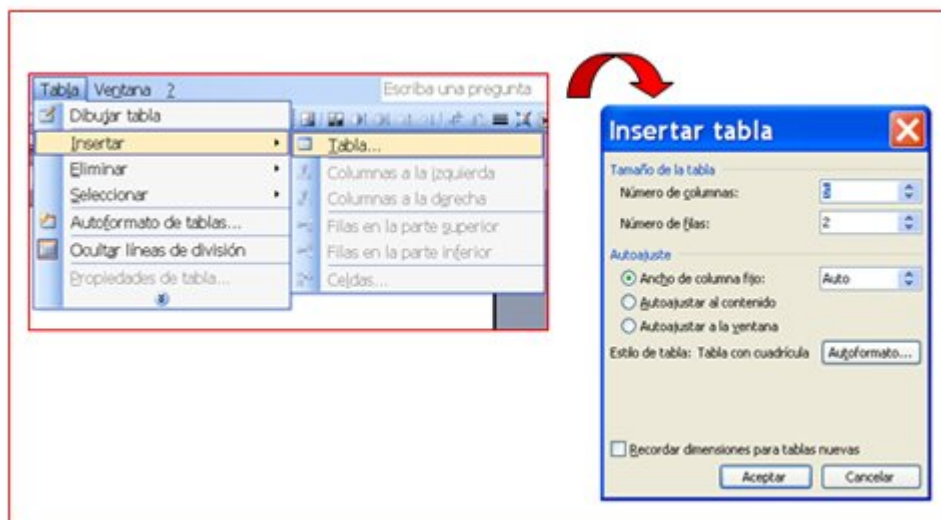 Tabla Ventana ? Escriba una pregunta
Dibujar tabla
Insertar
Eliminar
Seleccionar
Autoformato de tablas...
Ocultar líneas de división
Propiedades de tabla...
Tabla...
Columnas a la izquierda
Columnas a la derecha
Filas en la parte superior
Filas en la parte inferior
Celdas...
Insertar tabla
Tamaño de la tabla
Número de columnas:
Número de filas: 2
Autoajuste
Ancho de columna fijo: Auto
Autoajustar al contenido
Autoajustar a la ventana
Estilo de tabla: Tabla con cuadrícula Autoformato...
Recordar dimensiones para tablas nuevas
Aceptar Cancelar